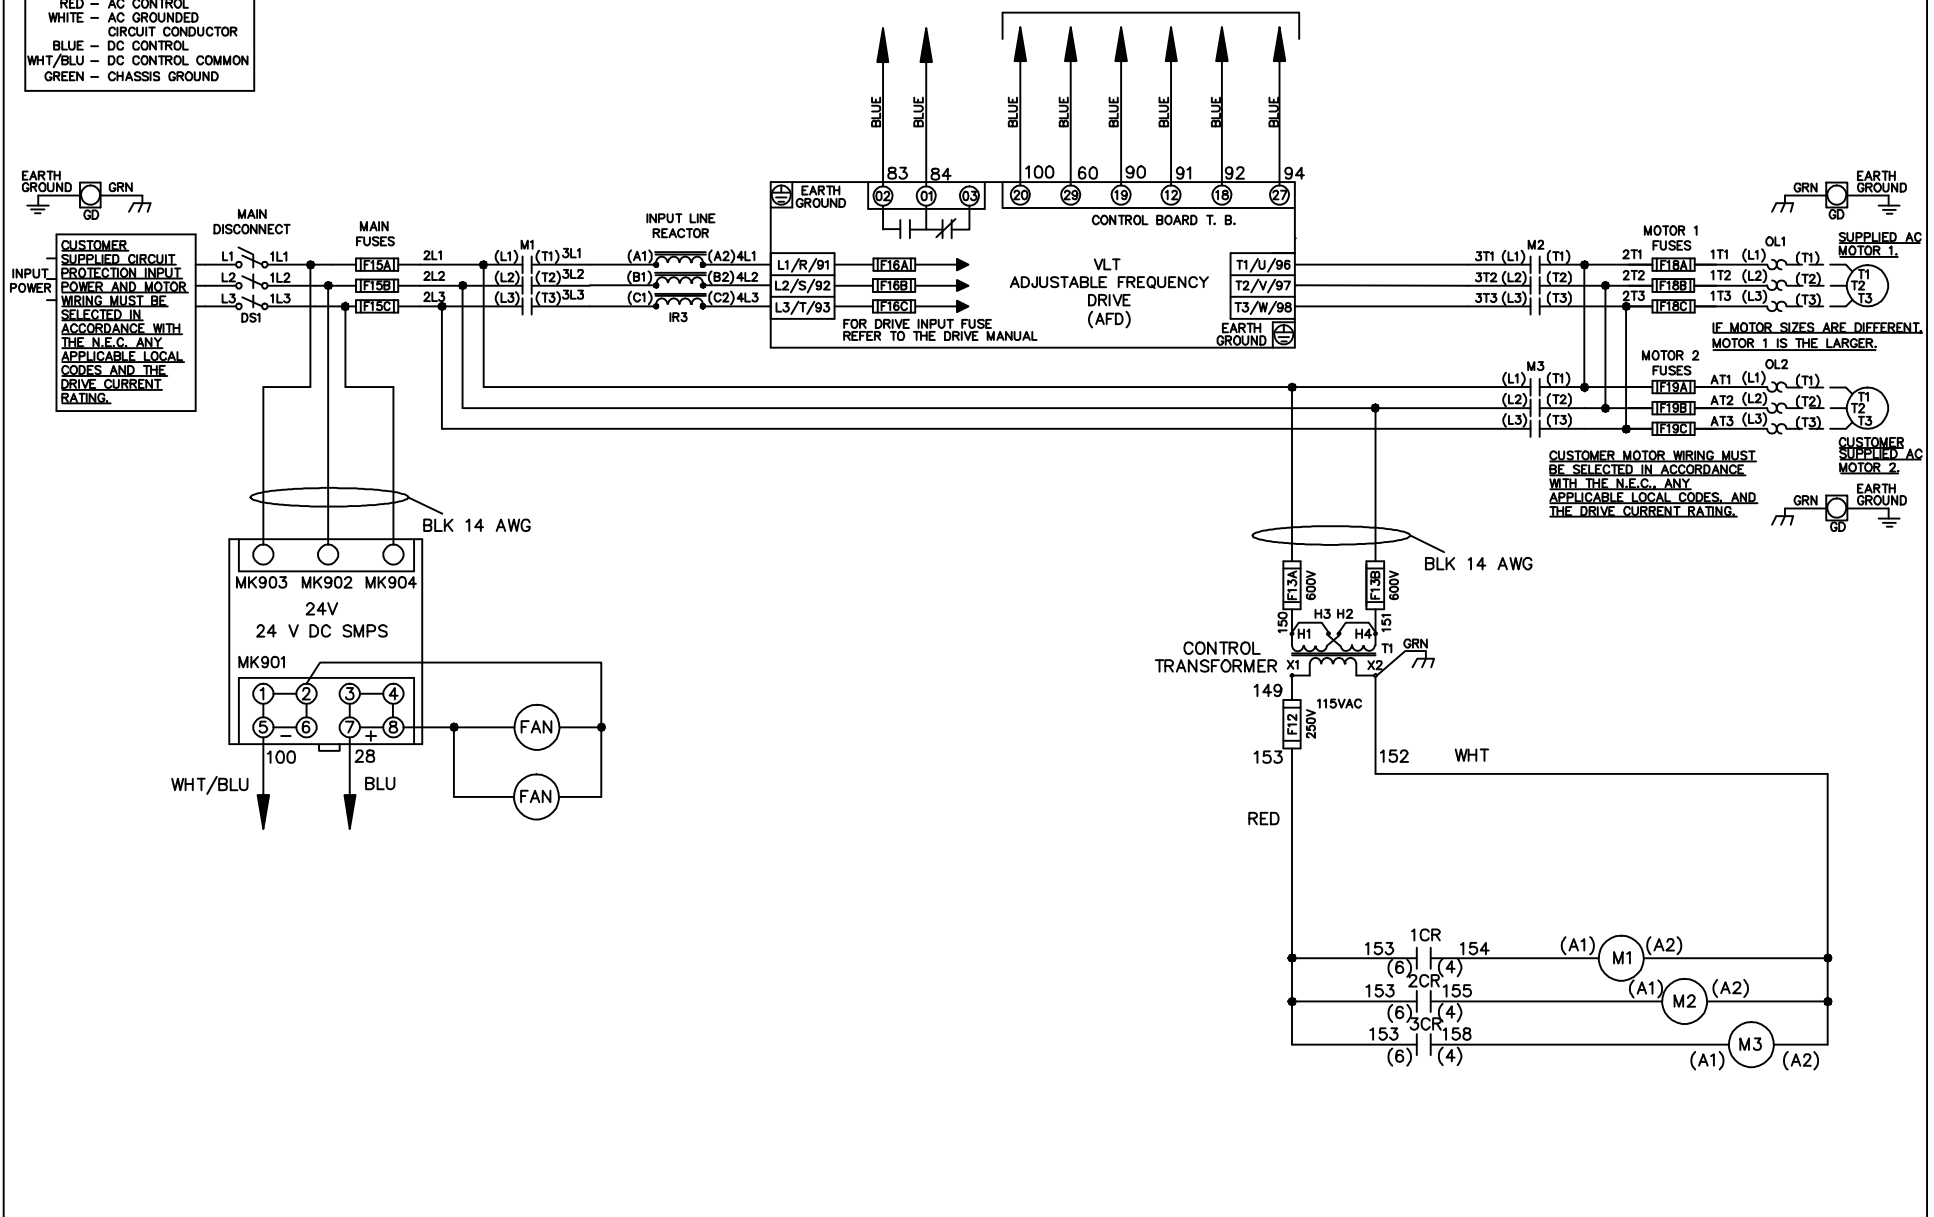 RED – AC CONTROL
WHITE – AC GROUNDED
CIRCUIT CONDUCTOR
BLUE – DC CONTROL
WHT/BLU – DC CONTROL COMMON
GREEN – CHASSIS GROUND
BLUE BLUE BLUE BLUE BLUE BLUE BLUE BLUE
83 84 100 60 90 91 92 94
EARTH
GROUND
GRN
GD
EARTH
GROUND
02 01 03
20 29 19 12 18 27
CONTROL BOARD T. B.
GRN
EARTH
GROUND
GD
MAIN
DISCONNECT
MAIN
FUSES
INPUT LINE
REACTOR
MOTOR 1
FUSES
OL1
SUPPLIED AC
MOTOR 1.
INPUT
POWER
CUSTOMER
SUPPLIED CIRCUIT
PROTECTION INPUT
POWER AND MOTOR
WIRING MUST BE
SELECTED IN
ACCORDANCE WITH
THE N.E.C. ANY
APPLICABLE LOCAL
CODES AND THE
DRIVE CURRENT
RATING.
M1
M2
L1 1L1 F15A 2L1 (L1) (T1) 3L1 (A1) (A2) 4L1 L1/R/91 F16A
L2 1L2 F15B 2L2 (L2) (T2) 3L2 (B1) (B2) 4L2 L2/S/92 F16B
L3 1L3 F15C 2L3 (L3) (T3) 3L3 (C1) (C2) 4L3 L3/T/93 F16C
DS1
IR3
VLT
ADJUSTABLE FREQUENCY
DRIVE
(AFD)
FOR DRIVE INPUT FUSE
REFER TO THE DRIVE MANUAL
EARTH
GROUND
T1/U/96 3T1 (L1) (T1) 2T1 F18A 1T1 (L1) (T1) T1
T2/V/97 3T2 (L2) (T2) 2T2 F18B 1T2 (L2) (T2) T2
T3/W/98 3T3 (L3) (T3) 2T3 F18C 1T3 (L3) (T3) T3
IF MOTOR SIZES ARE DIFFERENT,
MOTOR 1 IS THE LARGER.
M3
MOTOR 2
FUSES
OL2
(L1) (T1) F19A AT1 (L1) (T1) T1
(L2) (T2) F19B AT2 (L2) (T2) T2
(L3) (T3) F19C AT3 (L3) (T3) T3
CUSTOMER
SUPPLIED AC
MOTOR 2.
CUSTOMER MOTOR WIRING MUST
BE SELECTED IN ACCORDANCE
WITH THE N.E.C., ANY
APPLICABLE LOCAL CODES, AND
THE DRIVE CURRENT RATING.
GRN
EARTH
GROUND
GD
BLK 14 AWG
MK903 MK902 MK904
24V
24 V DC SMPS
MK901
1 2 3 4
5 – 6 7 + 8
100 28
WHT/BLU
BLU
FAN
FAN
BLK 14 AWG
F13A 600V F13B 600V
150 H3 H2 151
H1 H4
CONTROL
TRANSFORMER
T1
GRN
X1 X2
149
115VAC
F12 250V
153
152 WHT
RED
1CR
153 154 (A1) M1 (A2)
(6) (4)
2CR
153 155 (A1) M2 (A2)
(6) (4)
3CR
153 158 M3
(6) (4) (A1) (A2)